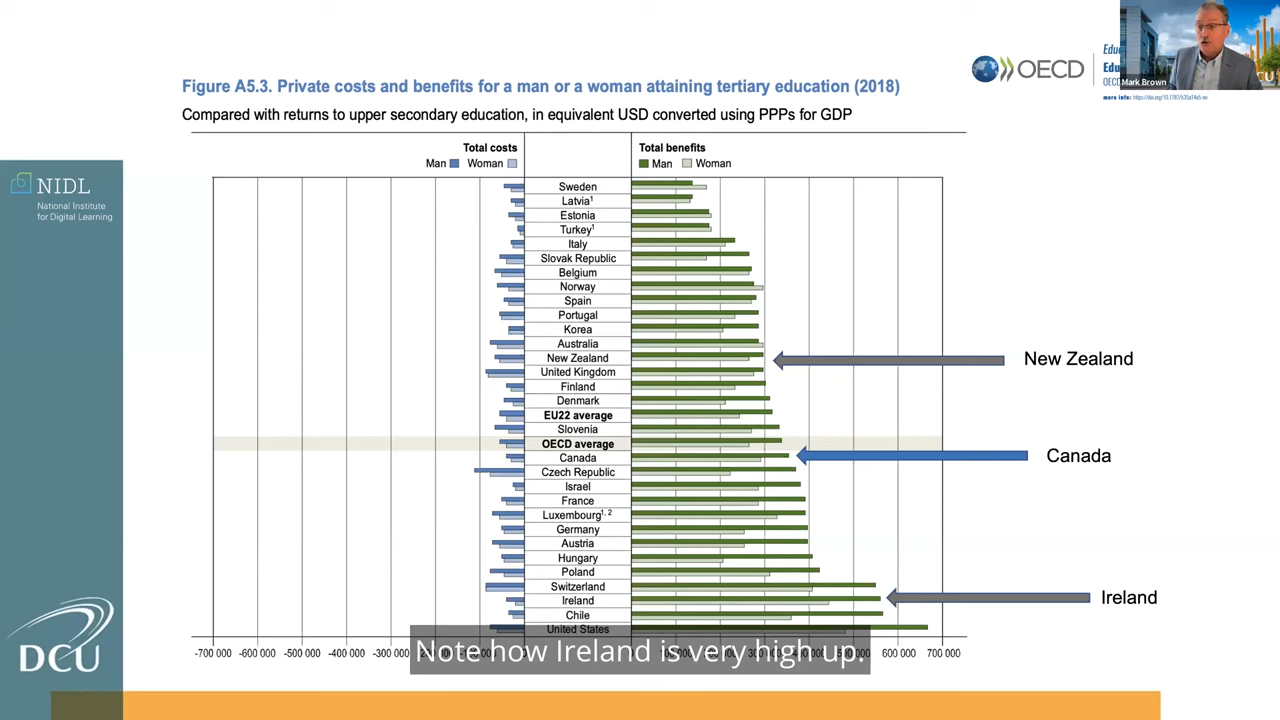 Figure A5.3. Private costs and benefits for a man or a woman attaining tertiary education (2018)
Compared with returns to upper secondary education, in equivalent USD converted using PPPs for GDP
OECD
Mark Brown
more info:
NIDL
National Institute
for Digital Learning
Total costs
Man Woman
Total benefits
Man Woman
Sweden
Latvia¹
Estonia
Turkey¹
Italy
Slovak Republic
Belgium
Norway
Spain
Portugal
Korea
Australia
New Zealand
United Kingdom
Finland
Denmark
EU22 average
Slovenia
OECD average
Canada
Czech Republic
Israel
France
Luxembourg¹, ²
Germany
Austria
Hungary
Poland
Switzerland
Ireland
Chile
United States
New Zealand
Canada
Ireland
-700 000 -600 000 -500 000 -400 000 -300 000 600 000 700 000
Note how Ireland is very high up.
DCU